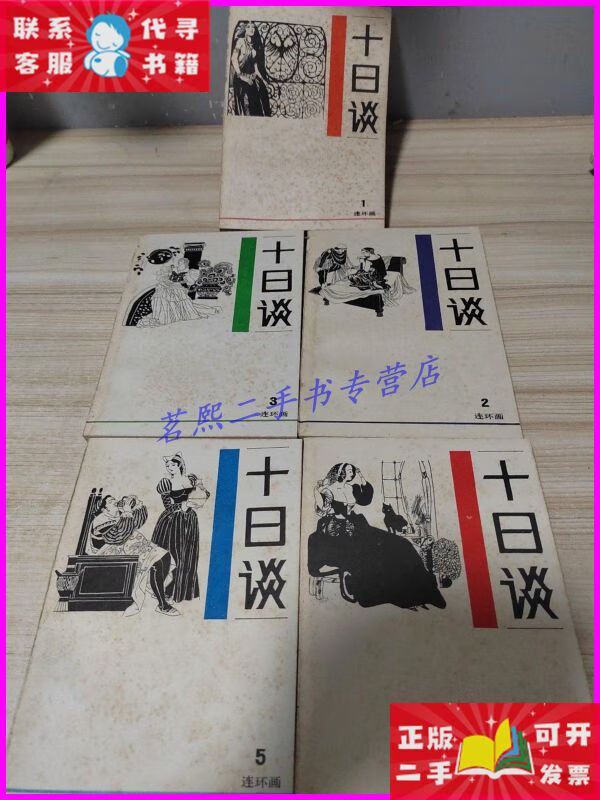 联系 代寻
客服 书籍
十日谈
1
连环画
十日谈
3
连环画
十日谈
2
连环画
茗熙二手书专营店
十日谈
5
连环画
十日谈
正版 可开
二手 发票